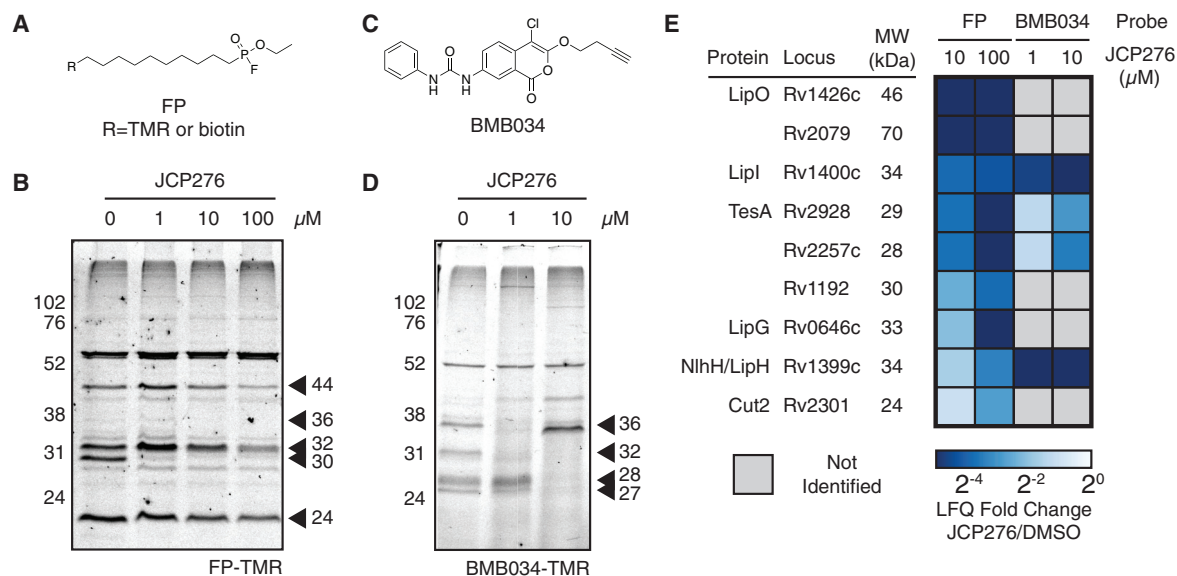 A
R
O
O
P
F
FP
R=TMR or biotin
C
Cl
O
O
N
H
N
H
O
O
BMB034
B
JCP276
0 1 10 100 µM
102
76
52
38
31
24
44
36
32
30
24
FP-TMR
D
JCP276
0 1 10 µM
102
76
52
38
31
24
36
32
28
27
BMB034-TMR
E
FP BMB034 Probe
MW
Protein Locus (kDa) 10 100 1 10 JCP276
(µM)
LipO Rv1426c 46
Rv2079 70
LipI Rv1400c 34
TesA Rv2928 29
Rv2257c 28
Rv1192 30
LipG Rv0646c 33
NlhH/LipH Rv1399c 34
Cut2 Rv2301 24
Not
Identified
2-4 2-2 20
LFQ Fold Change
JCP276/DMSO